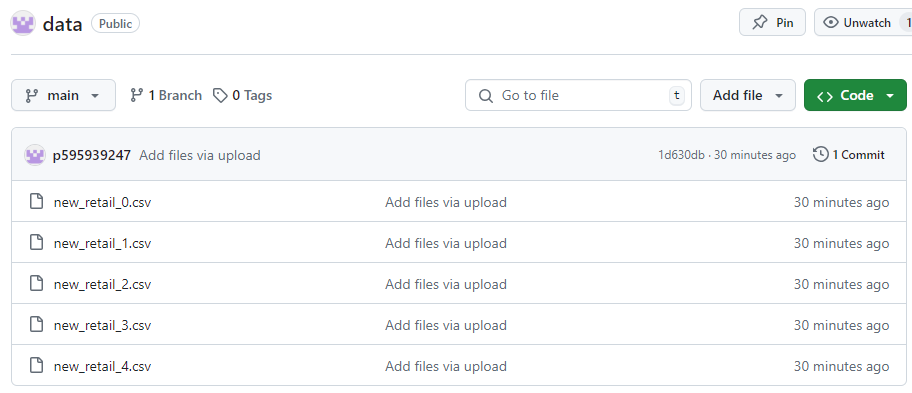 data Public Pin Unwatch 1
main 1 Branch 0 Tags Go to file t Add file Code
p595939247 Add files via upload 1d630db · 30 minutes ago 1 Commit
new_retail_0.csv Add files via upload 30 minutes ago
new_retail_1.csv Add files via upload 30 minutes ago
new_retail_2.csv Add files via upload 30 minutes ago
new_retail_3.csv Add files via upload 30 minutes ago
new_retail_4.csv Add files via upload 30 minutes ago